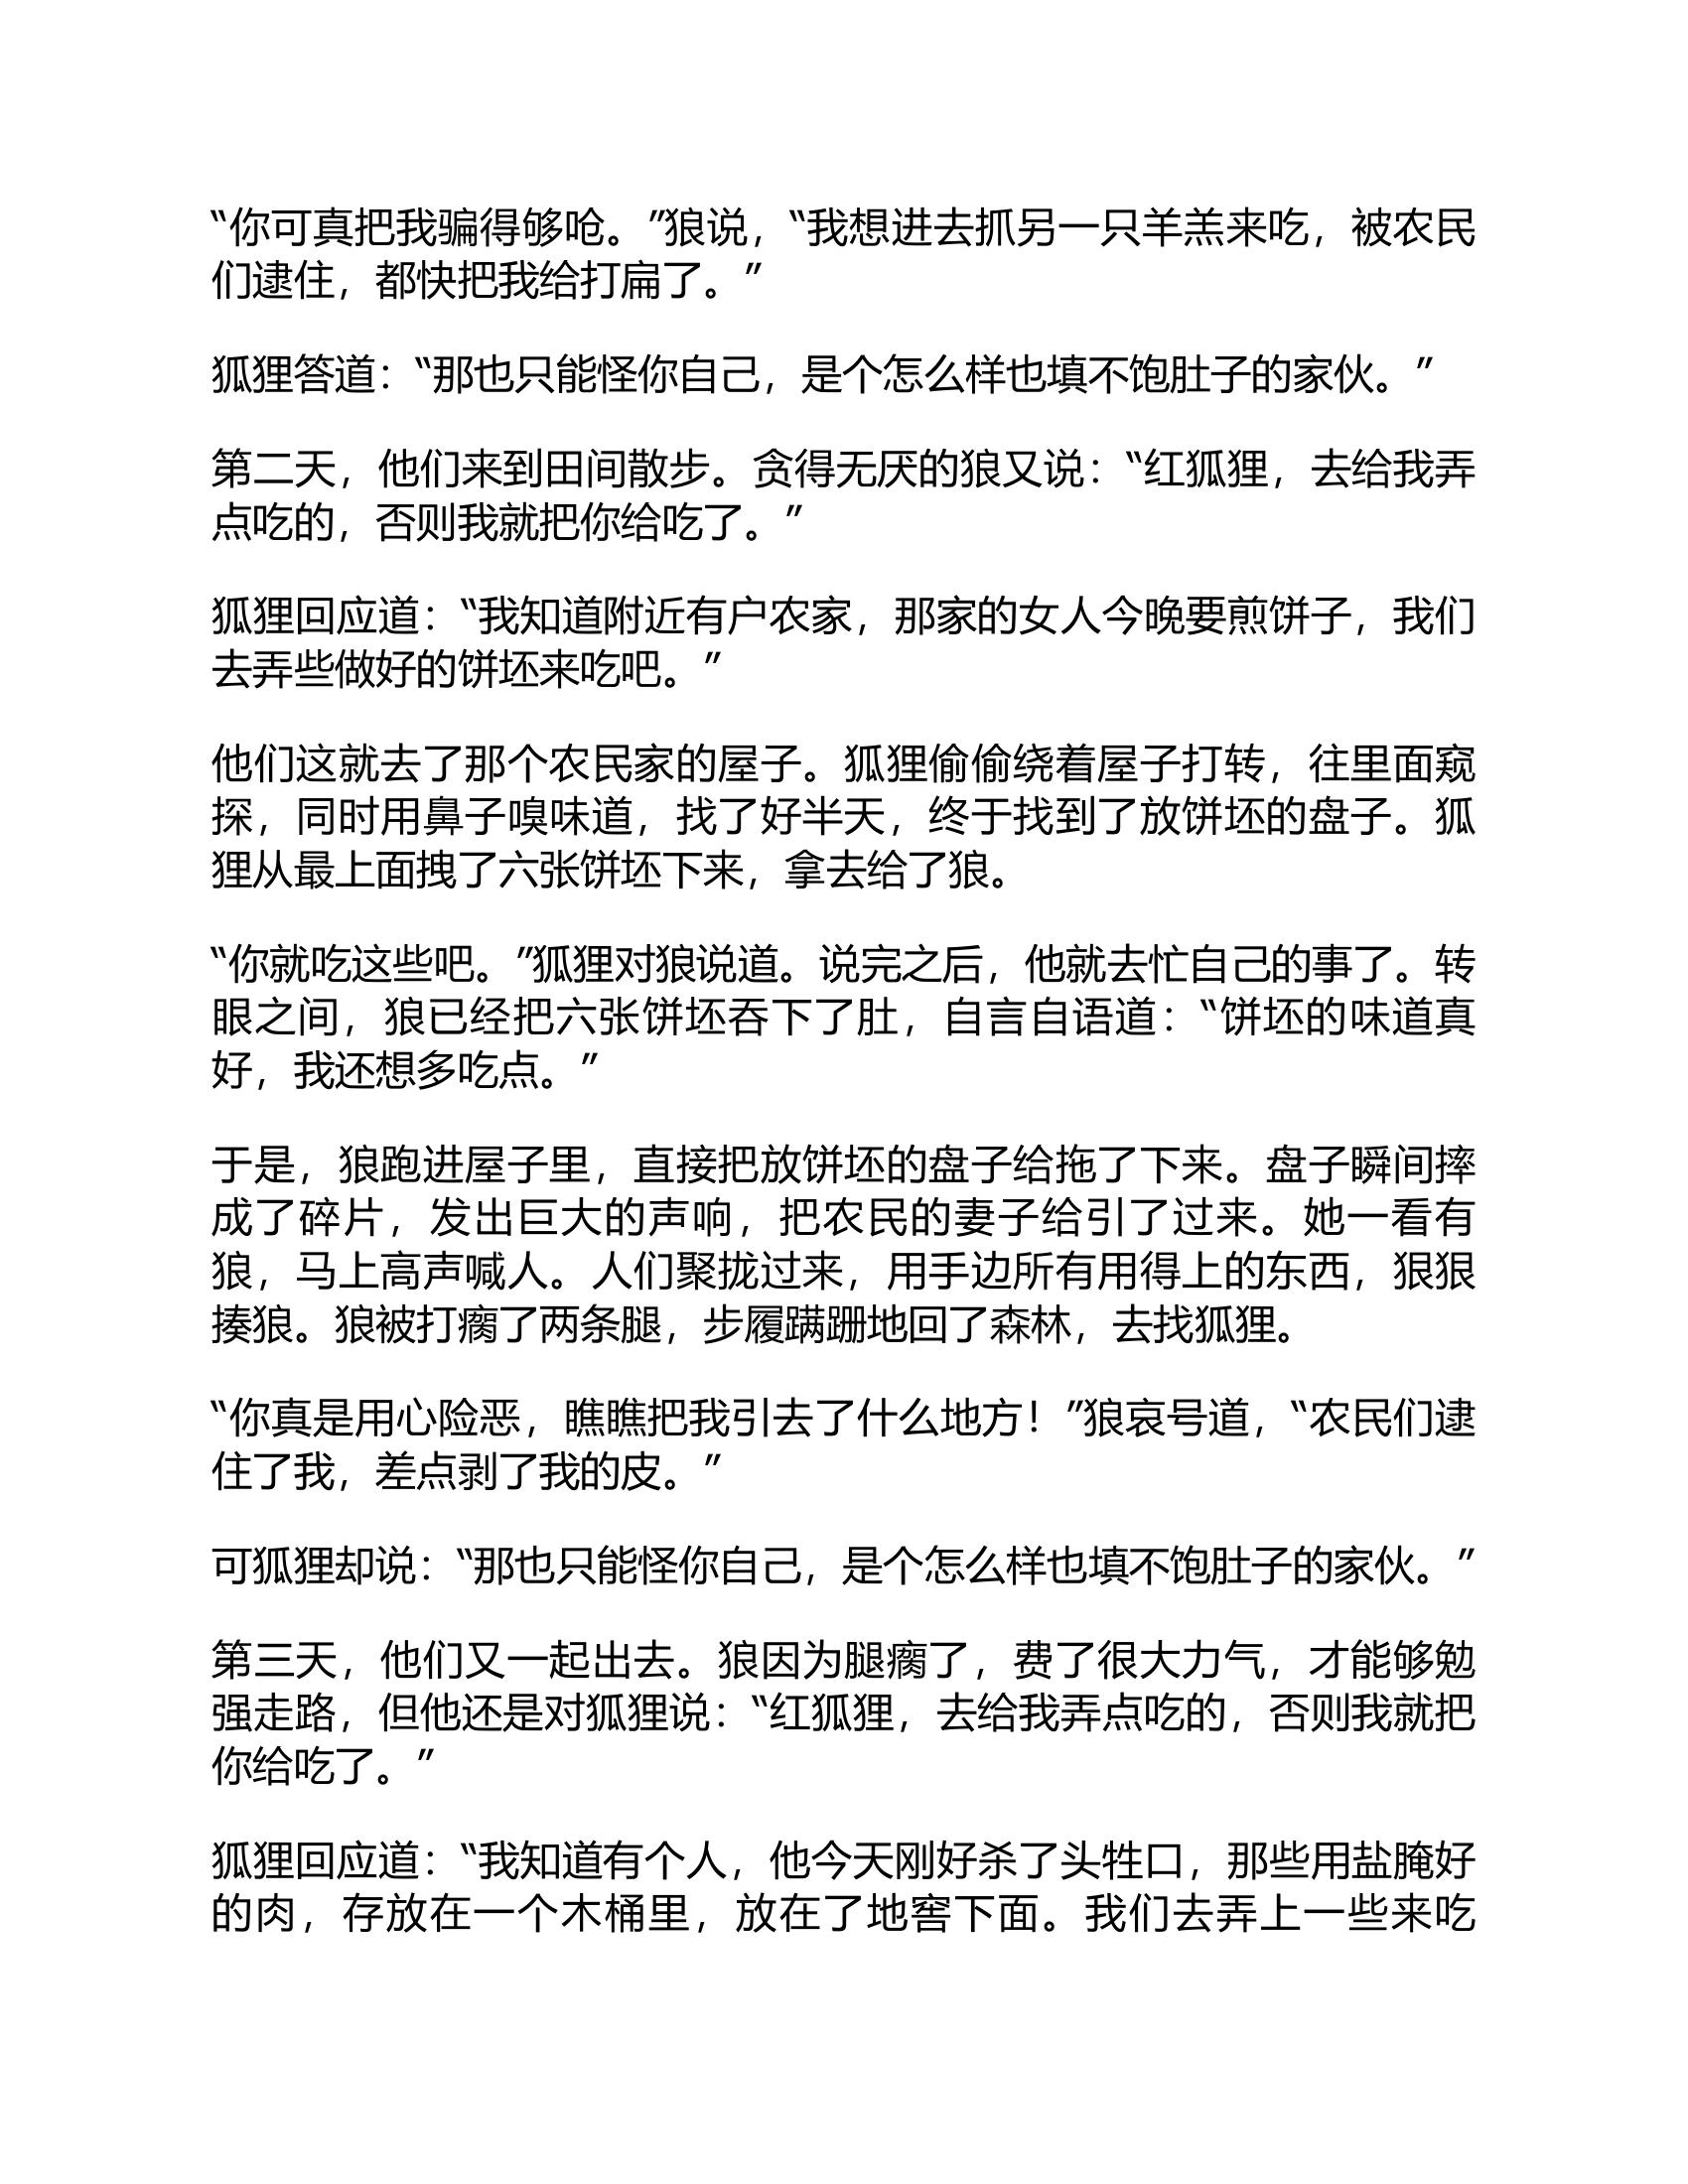 “你可真把我骗得够呛。”狼说，“我想进去抓另一只羊羔来吃，被农民
们逮住，都快把我给打扁了。”
狐狸答道：“那也只能怪你自己，是个怎么样也填不饱肚子的家伙。”
第二天，他们来到田间散步。贪得无厌的狼又说：“红狐狸，去给我弄
点吃的，否则我就把你给吃了。”
狐狸回应道：“我知道附近有户农家，那家的女人今晚要煎饼子，我们
去弄些做好的饼坯来吃吧。”
他们这就去了那个农民家的屋子。狐狸偷偷绕着屋子打转，往里面窥
探，同时用鼻子嗅味道，找了好半天，终于找到了放饼坯的盘子。狐
狸从最上面拽了六张饼坯下来，拿去给了狼。
“你就吃这些吧。”狐狸对狼说道。说完之后，他就去忙自己的事了。转
眼之间，狼已经把六张饼坯吞下了肚，自言自语道：“饼坯的味道真
好，我还想多吃点。”
于是，狼跑进屋子里，直接把放饼坯的盘子给拖了下来。盘子瞬间摔
成了碎片，发出巨大的声响，把农民的妻子给引了过来。她一看有
狼，马上高声喊人。人们聚拢过来，用手边所有用得上的东西，狠狠
揍狼。狼被打瘸了两条腿，步履蹒跚地回了森林，去找狐狸。
“你真是用心险恶，瞧瞧把我引去了什么地方！”狼哀号道，“农民们逮
住了我，差点剥了我的皮。”
可狐狸却说：“那也只能怪你自己，是个怎么样也填不饱肚子的家伙。”
第三天，他们又一起出去。狼因为腿瘸了，费了很大力气，才能够勉
强走路，但他还是对狐狸说：“红狐狸，去给我弄点吃的，否则我就把
你给吃了。”
狐狸回应道：“我知道有个人，他今天刚好杀了头牲口，那些用盐腌好
的肉，存放在一个木桶里，放在了地窖下面。我们去弄上一些来吃